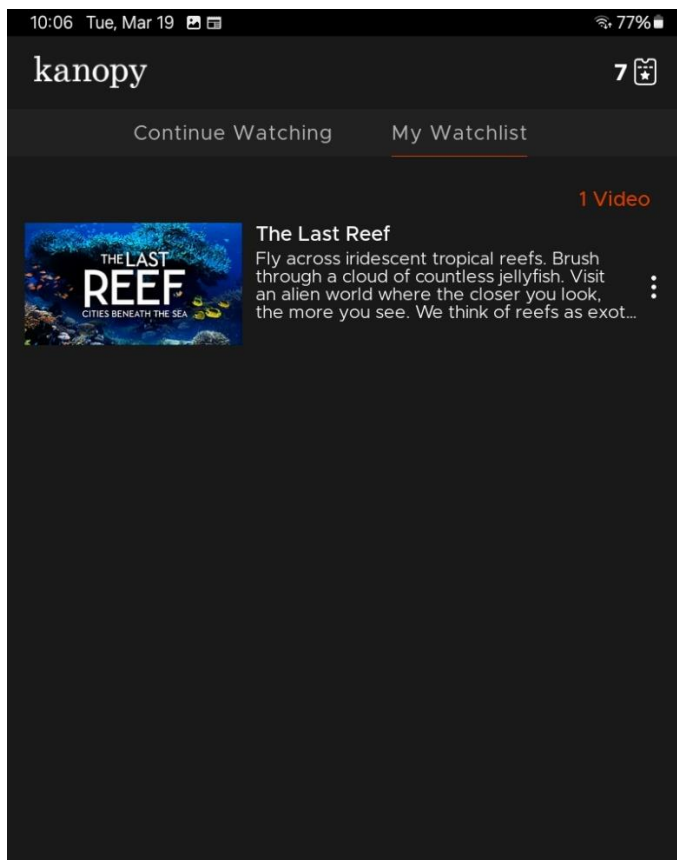 10:06 Tue, Mar 19 77%
kanopy 7
Continue Watching My Watchlist
1 Video
THE LAST
REEF
CITIES BENEATH THE SEA
The Last Reef
Fly across iridescent tropical reefs. Brush
through a cloud of countless jellyfish. Visit
an alien world where the closer you look,
the more you see. We think of reefs as exot...